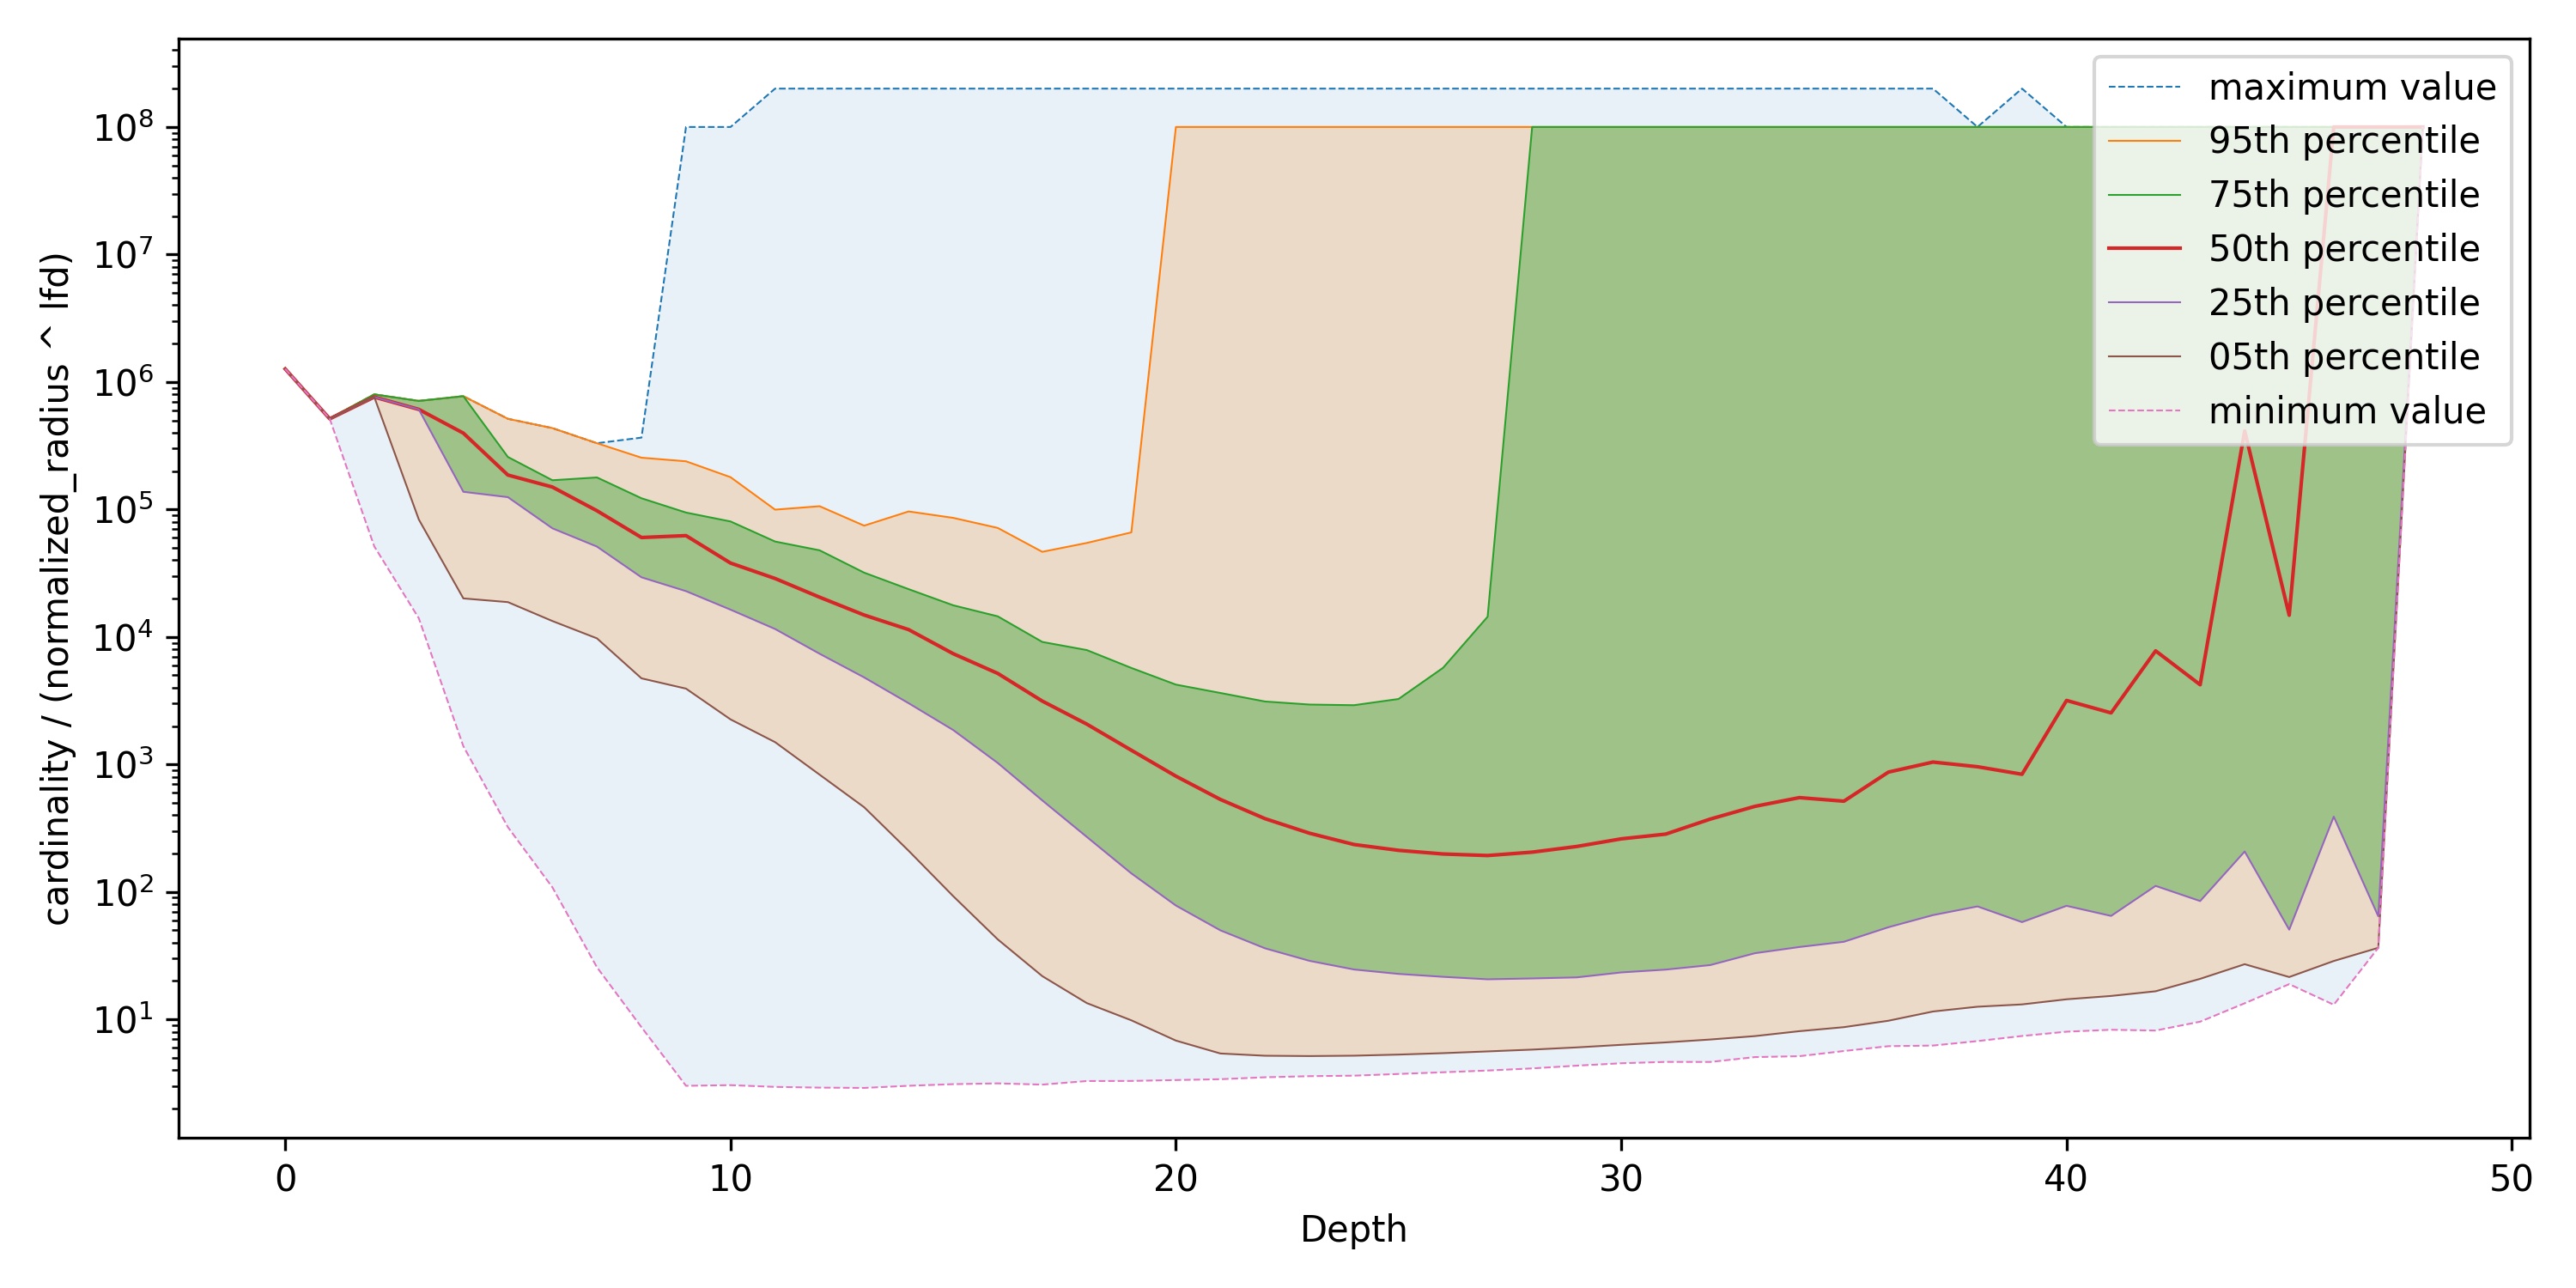 cardinality / (normalized_radius ^ lfd)
10^8
10^7
10^6
10^5
10^4
10^3
10^2
10^1
maximum value
95th percentile
75th percentile
50th percentile
25th percentile
05th percentile
minimum value
0 10 20 30 40 50
Depth